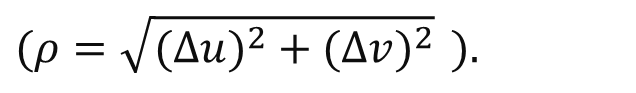 (𝜌 = √(Δ𝑢)² + (Δ𝑣)² ).